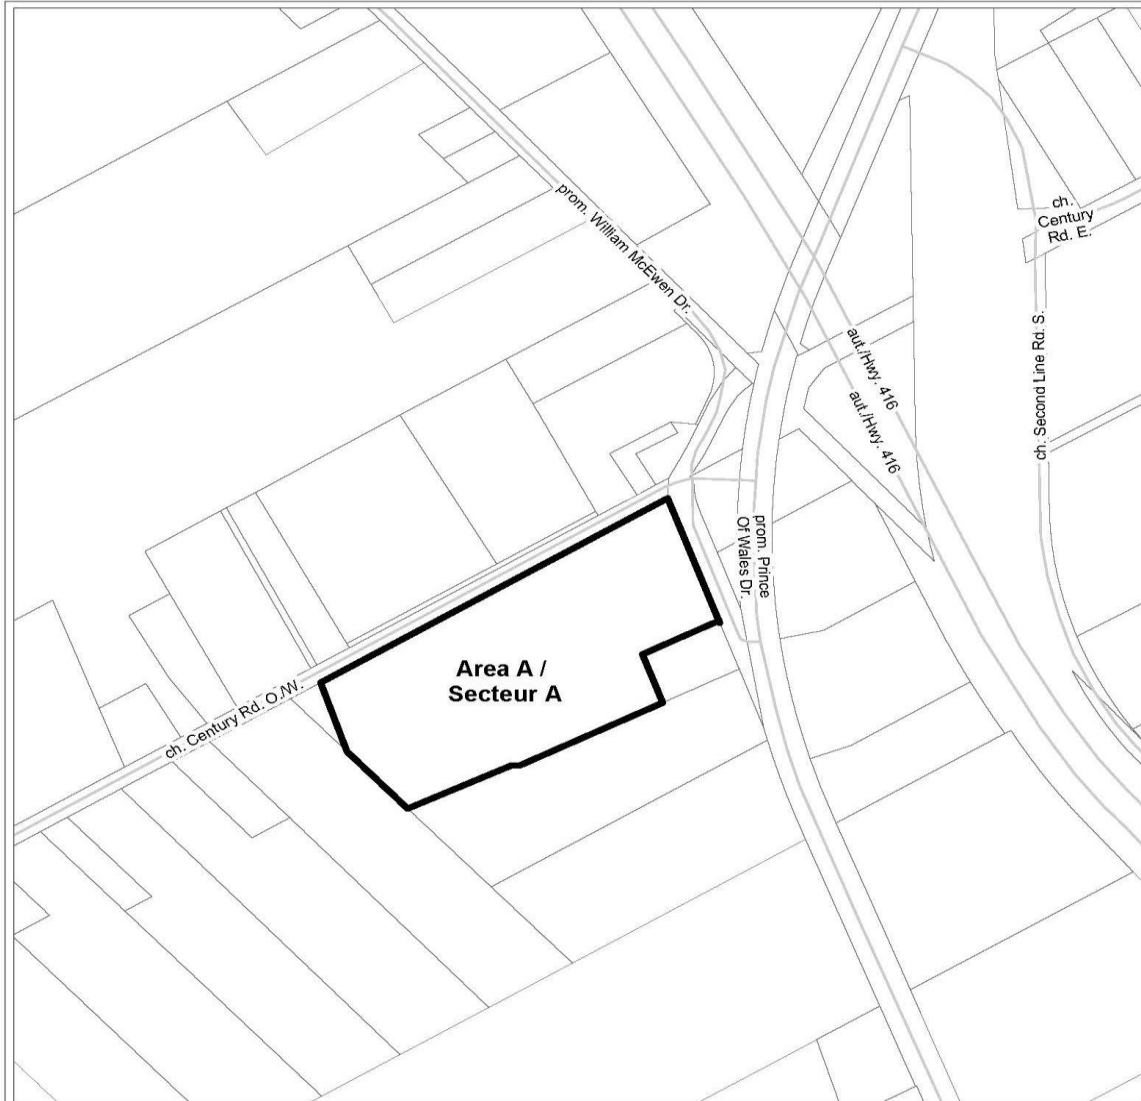 prom. William McEwen Dr.
ch.
Century
Rd. E.
aut./Hwy. 416
aut./Hwy. 416
ch. Second Line Rd. S.
prom. Prince
Of Wales Dr.
Area A /
Secteur A
ch. Century Rd. O./W.